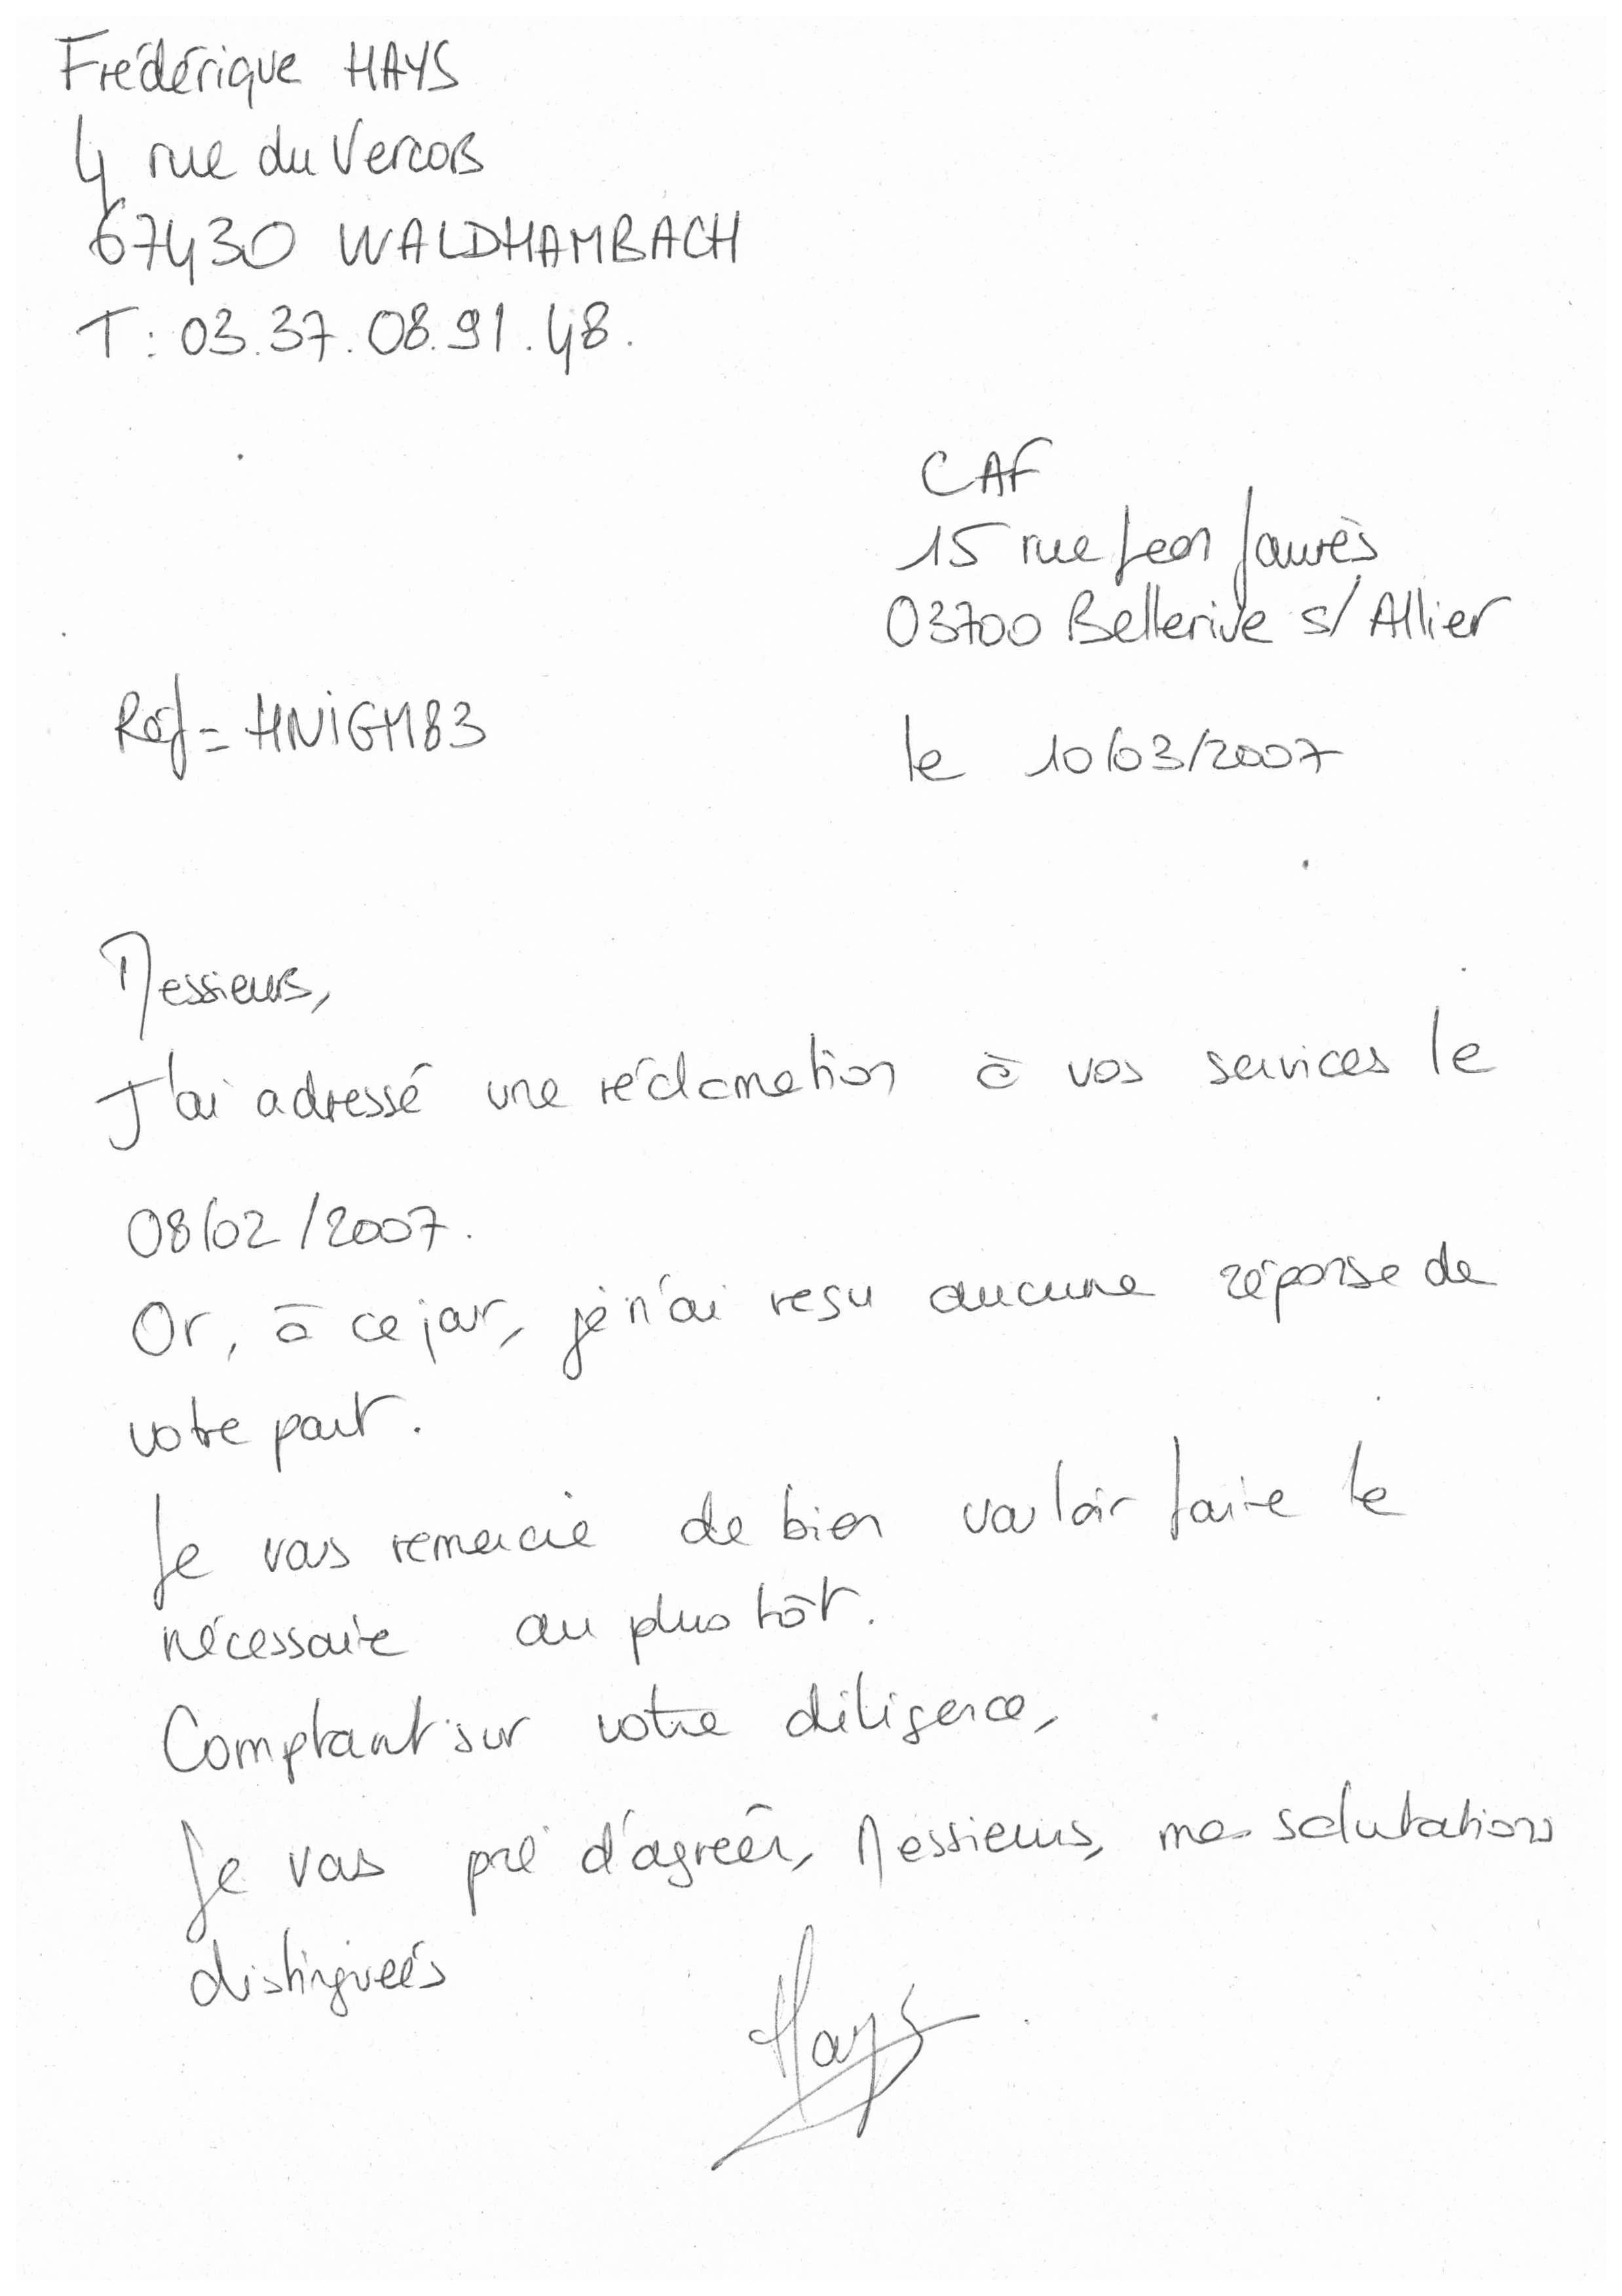 Frédérique HAYS
4 rue du Vercors
67430 WALDHAMBACH
T : 03.37.08.91.48.
CAF
15 rue Jean Jaurès
03700 Bellerive s/ Allier
Réf = HNIGM83
le 10/03/2007
Messieurs,
J'ai adressé une réclamation à vos services le
08/02/2007.
Or, à ce jour, je n'ai reçu aucune réponse de
votre part.
Je vous remercie de bien vouloir faire le
nécessaire au plus tôt.
Comptant sur votre diligence,
Je vous prie d'agréer, Messieurs, mes salutations
distinguées
Hays